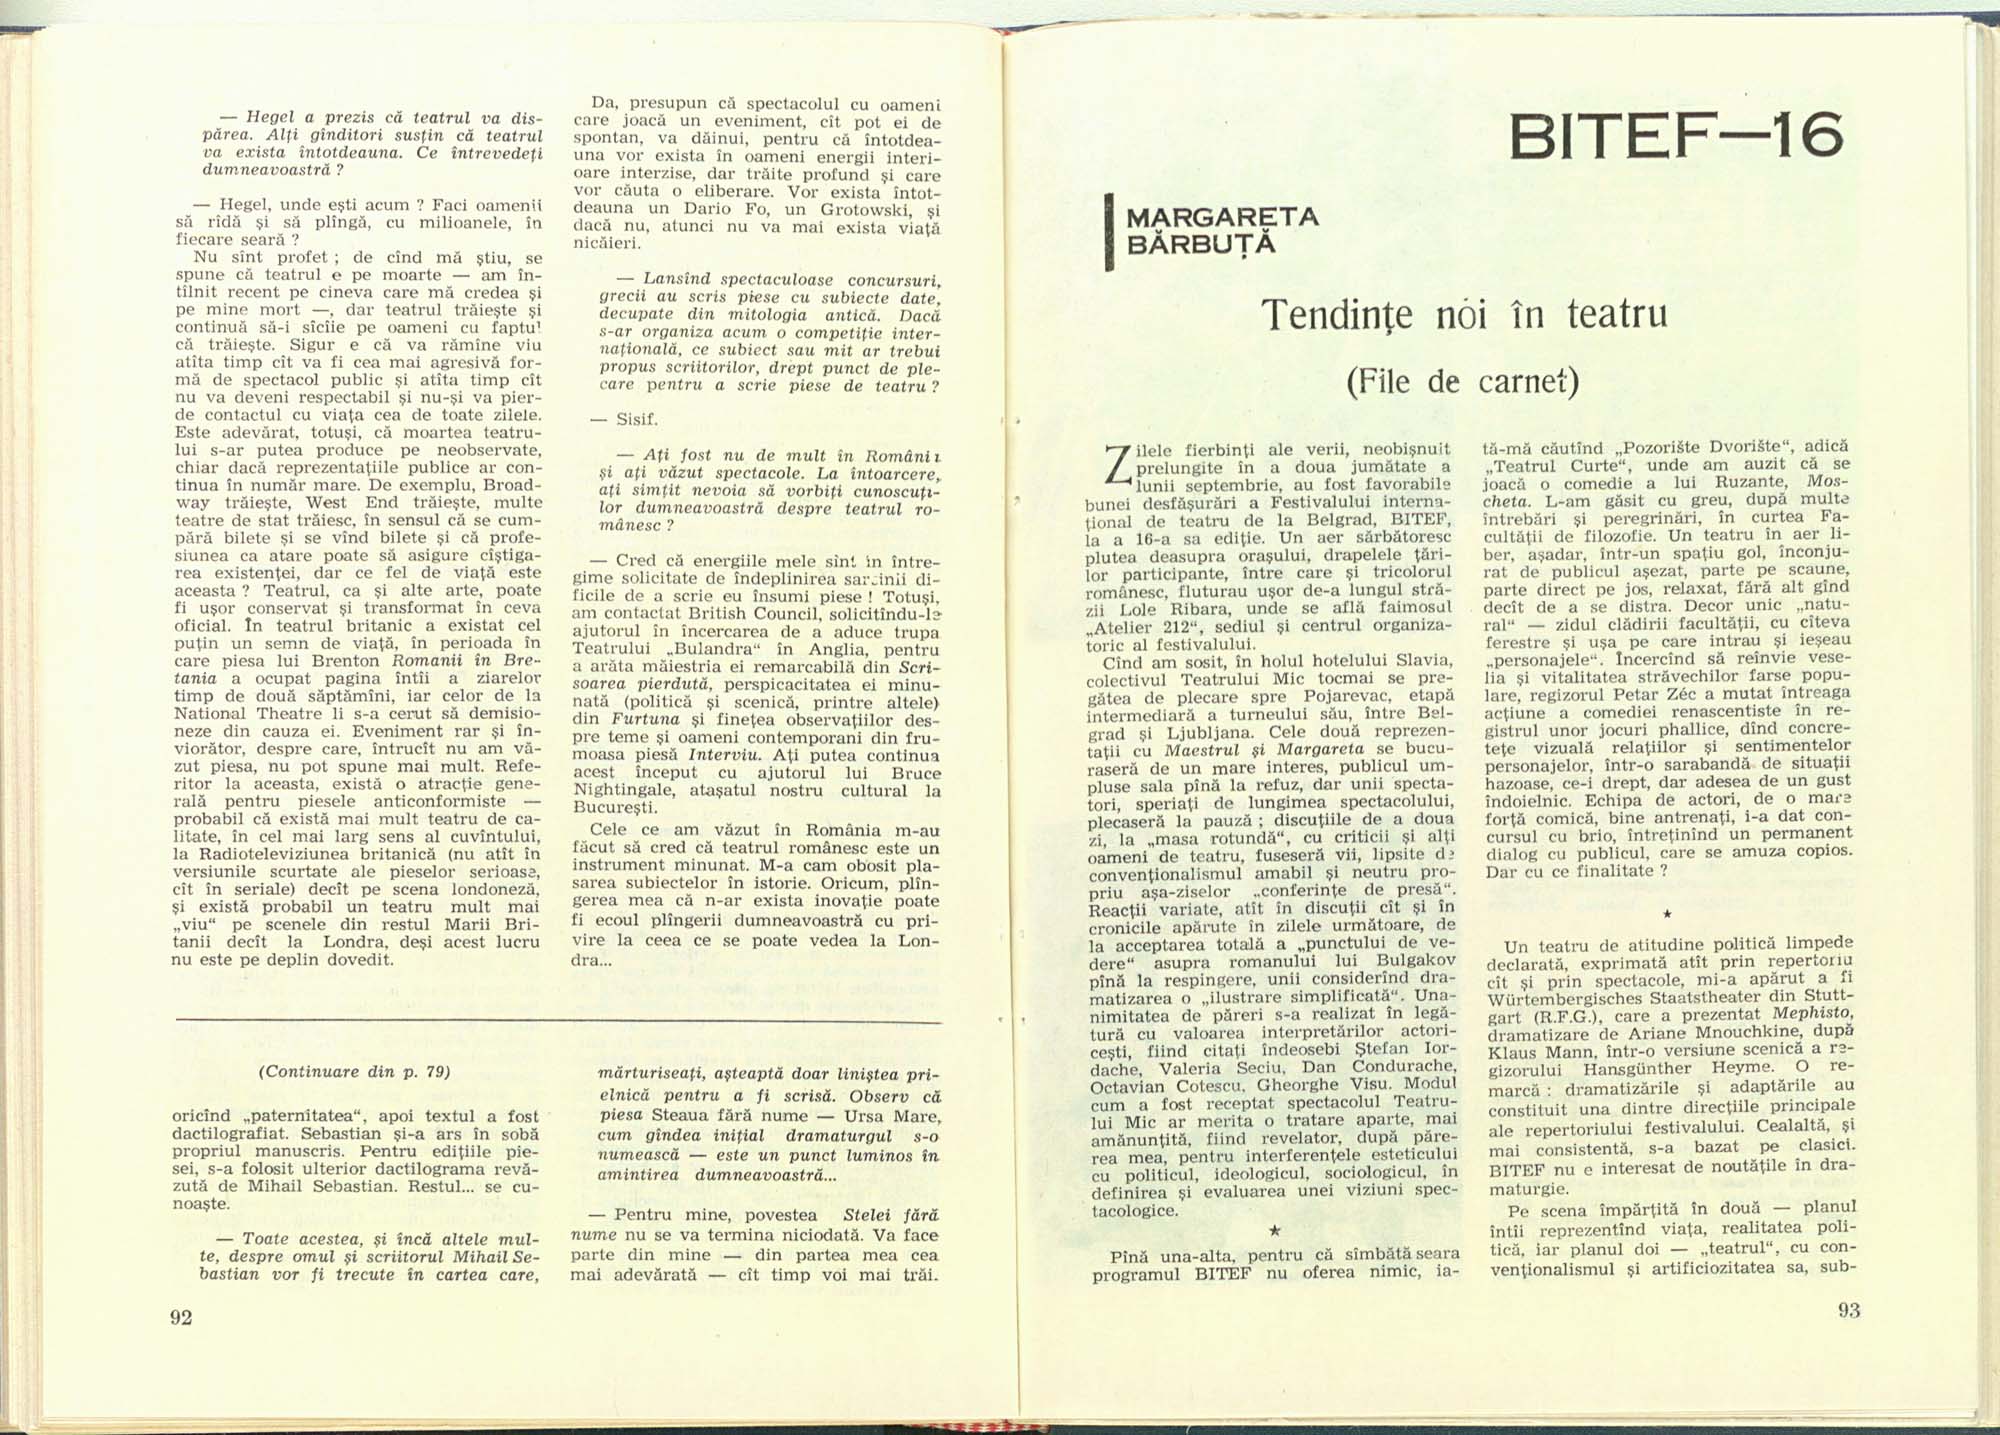 — Hegel a prezis că teatrul va dis-
părea. Alți gînditori susțin că teatrul
va exista întotdeauna. Ce întrevedeți
dumneavoastră ?
— Hegel, unde ești acum ? Faci oamenii
să rîdă și să plîngă, cu milioanele, în
fiecare seară ?
Nu sînt profet ; de cînd mă știu, se
spune că teatrul e pe moarte — am în-
tîlnit recent pe cineva care mă credea și
pe mine mort —, dar teatrul trăiește și
continuă să-i sîcîie pe oameni cu faptul
că trăiește. Sigur e că va rămîne viu
atîta timp cît va fi cea mai agresivă for-
mă de spectacol public și atîta timp cît
nu va deveni respectabil și nu-și va pier-
de contactul cu viața cea de toate zilele.
Este adevărat, totuși, că moartea teatru-
lui s-ar putea produce pe neobservate,
chiar dacă reprezentațiile publice ar con-
tinua în număr mare. De exemplu, Broad-
way trăiește, West End trăiește, multe
teatre de stat trăiesc, în sensul că se cum-
pără bilete și se vînd bilete și că profe-
siunea ca atare poate să asigure cîștiga-
rea existenței, dar ce fel de viață este
aceasta ? Teatrul, ca și alte arte, poate
fi ușor conservat și transformat în ceva
oficial. În teatrul britanic a existat cel
puțin un semn de viață, în perioada în
care piesa lui Brenton Romanii în Bre-
tania a ocupat pagina întîi a ziarelor
timp de două săptămîni, iar celor de la
National Theatre li s-a cerut să demisio-
neze din cauza ei. Eveniment rar și în-
viorător, despre care, întrucît nu am vă-
zut piesa, nu pot spune mai mult. Refe-
ritor la aceasta, există o atracție gene-
rală pentru piesele anticonformiste —
probabil că există mai mult teatru de ca-
litate, în cel mai larg sens al cuvîntului,
la Radioteleviziunea britanică (nu atît în
versiunile scurtate ale pieselor serioase,
cît în seriale) decît pe scena londoneză,
și există probabil un teatru mult mai
„viu“ pe scenele din restul Marii Bri-
tanii decît la Londra, deși acest lucru
nu este pe deplin dovedit.
Da, presupun că spectacolul cu oameni
care joacă un eveniment, cît pot ei de
spontan, va dăinui, pentru că întotdea-
una vor exista în oameni energii interi-
oare interzise, dar trăite profund și care
vor căuta o eliberare. Vor exista întot-
deauna un Dario Fo, un Grotowski, și
dacă nu, atunci nu va mai exista viață
nicăieri.
— Lansînd spectaculoase concursuri,
grecii au scris piese cu subiecte date,
decupate din mitologia antică. Dacă
s-ar organiza acum o competiție inter-
națională, ce subiect sau mit ar trebui
propus scriitorilor, drept punct de ple-
care pentru a scrie piese de teatru ?
— Sisif.
— Ați fost nu de mult în România
și ați văzut spectacole. La întoarcere,
ați simțit nevoia să vorbiți cunoscuți-
lor dumneavoastră despre teatrul ro-
mânesc ?
— Cred că energiile mele sînt în între-
gime solicitate de îndeplinirea sarcinii di-
ficile de a scrie eu însumi piese ! Totuși,
am contactat British Council, solicitîndu-le
ajutorul în încercarea de a aduce trupa
Teatrului „Bulandra“ în Anglia, pentru
a arăta măiestria ei remarcabilă din Scri-
soarea pierdută, perspicacitatea ei minu-
nată (politică și scenică, printre altele)
din Furtuna și finețea observațiilor des-
pre teme și oameni contemporani din fru-
moasa piesă Interviu. Ați putea continua
acest început cu ajutorul lui Bruce
Nightingale, atașatul nostru cultural la
București.
Cele ce am văzut în România m-au
făcut să cred că teatrul românesc este un
instrument minunat. M-a cam obosit pla-
sarea subiectelor în istorie. Oricum, plîn-
gerea mea că n-ar exista inovație poate
fi ecoul plîngerii dumneavoastră cu pri-
vire la ceea ce se poate vedea la Lon-
dra...
(Continuare din p. 79)
oricînd „paternitatea“, apoi textul a fost
dactilografiat. Sebastian și-a ars în sobă
propriul manuscris. Pentru edițiile pie-
sei, s-a folosit ulterior dactilograma revă-
zută de Mihail Sebastian. Restul... se cu-
noaște.
— Toate acestea, și încă altele mul-
te, despre omul și scriitorul Mihail Se-
bastian vor fi trecute în cartea care,
mărturiseați, așteaptă doar liniștea pri-
elnică pentru a fi scrisă. Observ că
piesa Steaua fără nume — Ursa Mare,
cum gîndea inițial dramaturgul s-o
numească — este un punct luminos în
amintirea dumneavoastră...
— Pentru mine, povestea Stelei fără
nume nu se va termina niciodată. Va face
parte din mine — din partea mea cea
mai adevărată — cît timp voi mai trăi.
92
BITEF—16
MARGARETA
BĂRBUȚĂ
Tendințe noi în teatru
(File de carnet)
Zilele fierbinți ale verii, neobișnuit
prelungite în a doua jumătate a
lunii septembrie, au fost favorabile
bunei desfășurări a Festivalului interna-
țional de teatru de la Belgrad, BITEF,
la a 16-a sa ediție. Un aer sărbătoresc
plutea deasupra orașului, drapelele țări-
lor participante, între care și tricolorul
românesc, fluturau ușor de-a lungul stră-
zii Lole Ribara, unde se află faimosul
„Atelier 212“, sediul și centrul organiza-
toric al festivalului.
Cînd am sosit, în holul hotelului Slavia,
colectivul Teatrului Mic tocmai se pre-
gătea de plecare spre Pojarevac, etapă
intermediară a turneului său, între Bel-
grad și Ljubljana. Cele două reprezen-
tații cu Maestrul și Margareta se bucu-
raseră de un mare interes, publicul um-
pluse sala pînă la refuz, dar unii specta-
tori, speriați de lungimea spectacolului,
plecaseră la pauză ; discuțiile de a doua
zi, la „masa rotundă“, cu criticii și alți
oameni de teatru, fuseseră vii, lipsite de
convenționalismul amabil și neutru pro-
priu așa-ziselor „conferințe de presă“.
Reacții variate, atît în discuții cît și în
cronicile apărute în zilele următoare, de
la acceptarea totală a „punctului de ve-
dere“ asupra romanului lui Bulgakov
pînă la respingere, unii considerînd dra-
matizarea o „ilustrare simplificată“. Una-
nimitatea de păreri s-a realizat în legă-
tură cu valoarea interpretărilor actori-
cești, fiind citați îndeosebi Ștefan Ior-
dache, Valeria Seciu, Dan Condurache,
Octavian Cotescu, Gheorghe Visu. Modul
cum a fost receptat spectacolul Teatru-
lui Mic ar merita o tratare aparte, mai
amănunțită, fiind revelator, după păre-
rea mea, pentru interferențele esteticului
cu politicul, ideologicul, sociologicul, în
definirea și evaluarea unei viziuni spec-
tacologice.
★
Pînă una-alta, pentru că sîmbătă seara
programul BITEF nu oferea nimic, ia-
tă-mă căutînd „Pozorište Dvorište“, adică
„Teatrul Curte“, unde am auzit că se
joacă o comedie a lui Ruzante, Mos-
cheta. L-am găsit cu greu, după multe
întrebări și peregrinări, în curtea Fa-
cultății de filozofie. Un teatru în aer li-
ber, așadar, într-un spațiu gol, înconju-
rat de publicul așezat, parte pe scaune,
parte direct pe jos, relaxat, fără alt gînd
decît de a se distra. Decor unic „natu-
ral“ — zidul clădirii facultății, cu cîteva
ferestre și ușa pe care intrau și ieșeau
„personajele“. Încercînd să reînvie vese-
lia și vitalitatea străvechilor farse popu-
lare, regizorul Petar Zéc a mutat întreaga
acțiune a comediei renascentiste în re-
gistrul unor jocuri phallice, dînd concre-
tețe vizuală relațiilor și sentimentelor
personajelor, într-o sarabandă de situații
hazoase, ce-i drept, dar adesea de un gust
îndoielnic. Echipa de actori, de o mare
forță comică, bine antrenați, i-a dat con-
cursul cu brio, întreținînd un permanent
dialog cu publicul, care se amuza copios.
Dar cu ce finalitate ?
★
Un teatru de atitudine politică limpede
declarată, exprimată atît prin repertoriu
cît și prin spectacole, mi-a apărut a fi
Würtembergisches Staatstheater din Stutt-
gart (R.F.G.), care a prezentat Mephisto,
dramatizare de Ariane Mnouchkine, după
Klaus Mann, într-o versiune scenică a re-
gizorului Hansgünther Heyme. O re-
marcă : dramatizările și adaptările au
constituit una dintre direcțiile principale
ale repertoriului festivalului. Cealaltă, și
mai consistentă, s-a bazat pe clasici.
BITEF nu e interesat de noutățile în dra-
maturgie.
Pe scena împărțită în două — planul
întîi reprezentînd viața, realitatea poli-
tică, iar planul doi — „teatrul“, cu con-
venționalismul și artificiozitatea sa, sub-
93